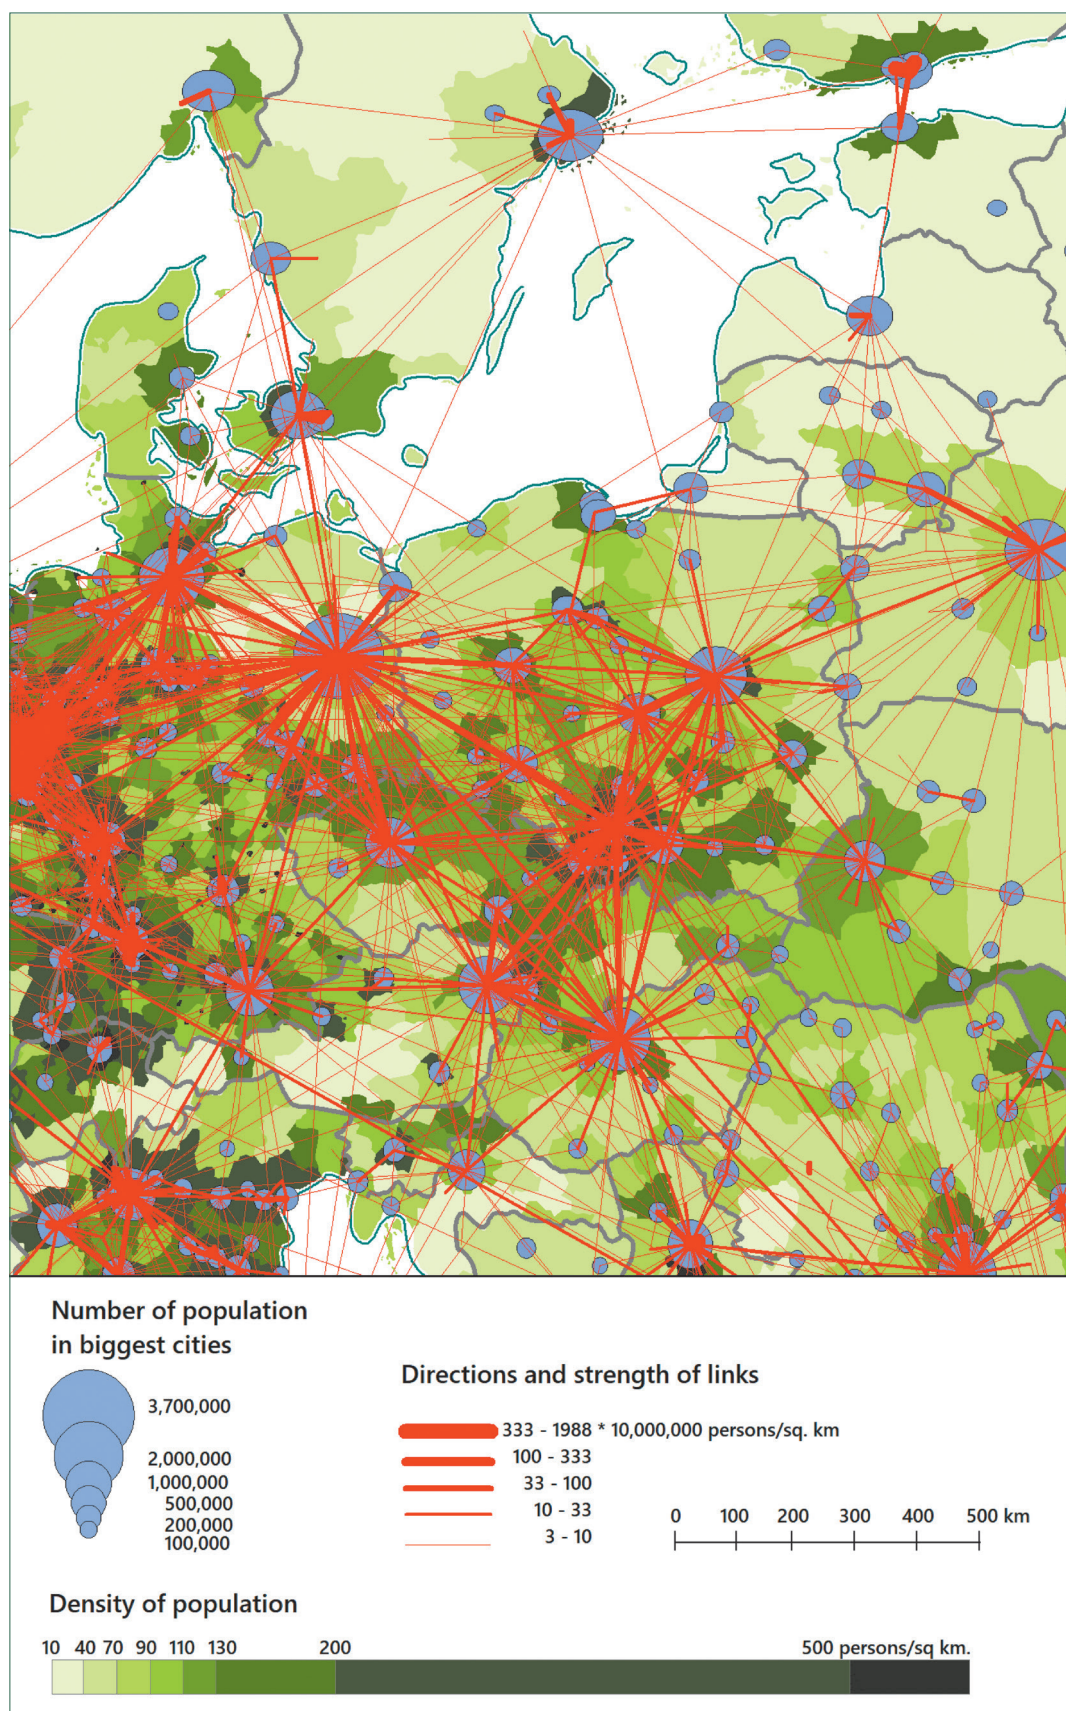 Number of population
in biggest cities
3,700,000
2,000,000
1,000,000
500,000
200,000
100,000
Directions and strength of links
333 - 1988 * 10,000,000 persons/sq. km
100 - 333
33 - 100
10 - 33
3 - 10
0 100 200 300 400 500 km
Density of population
10 40 70 90 110 130 200 500 persons/sq km.